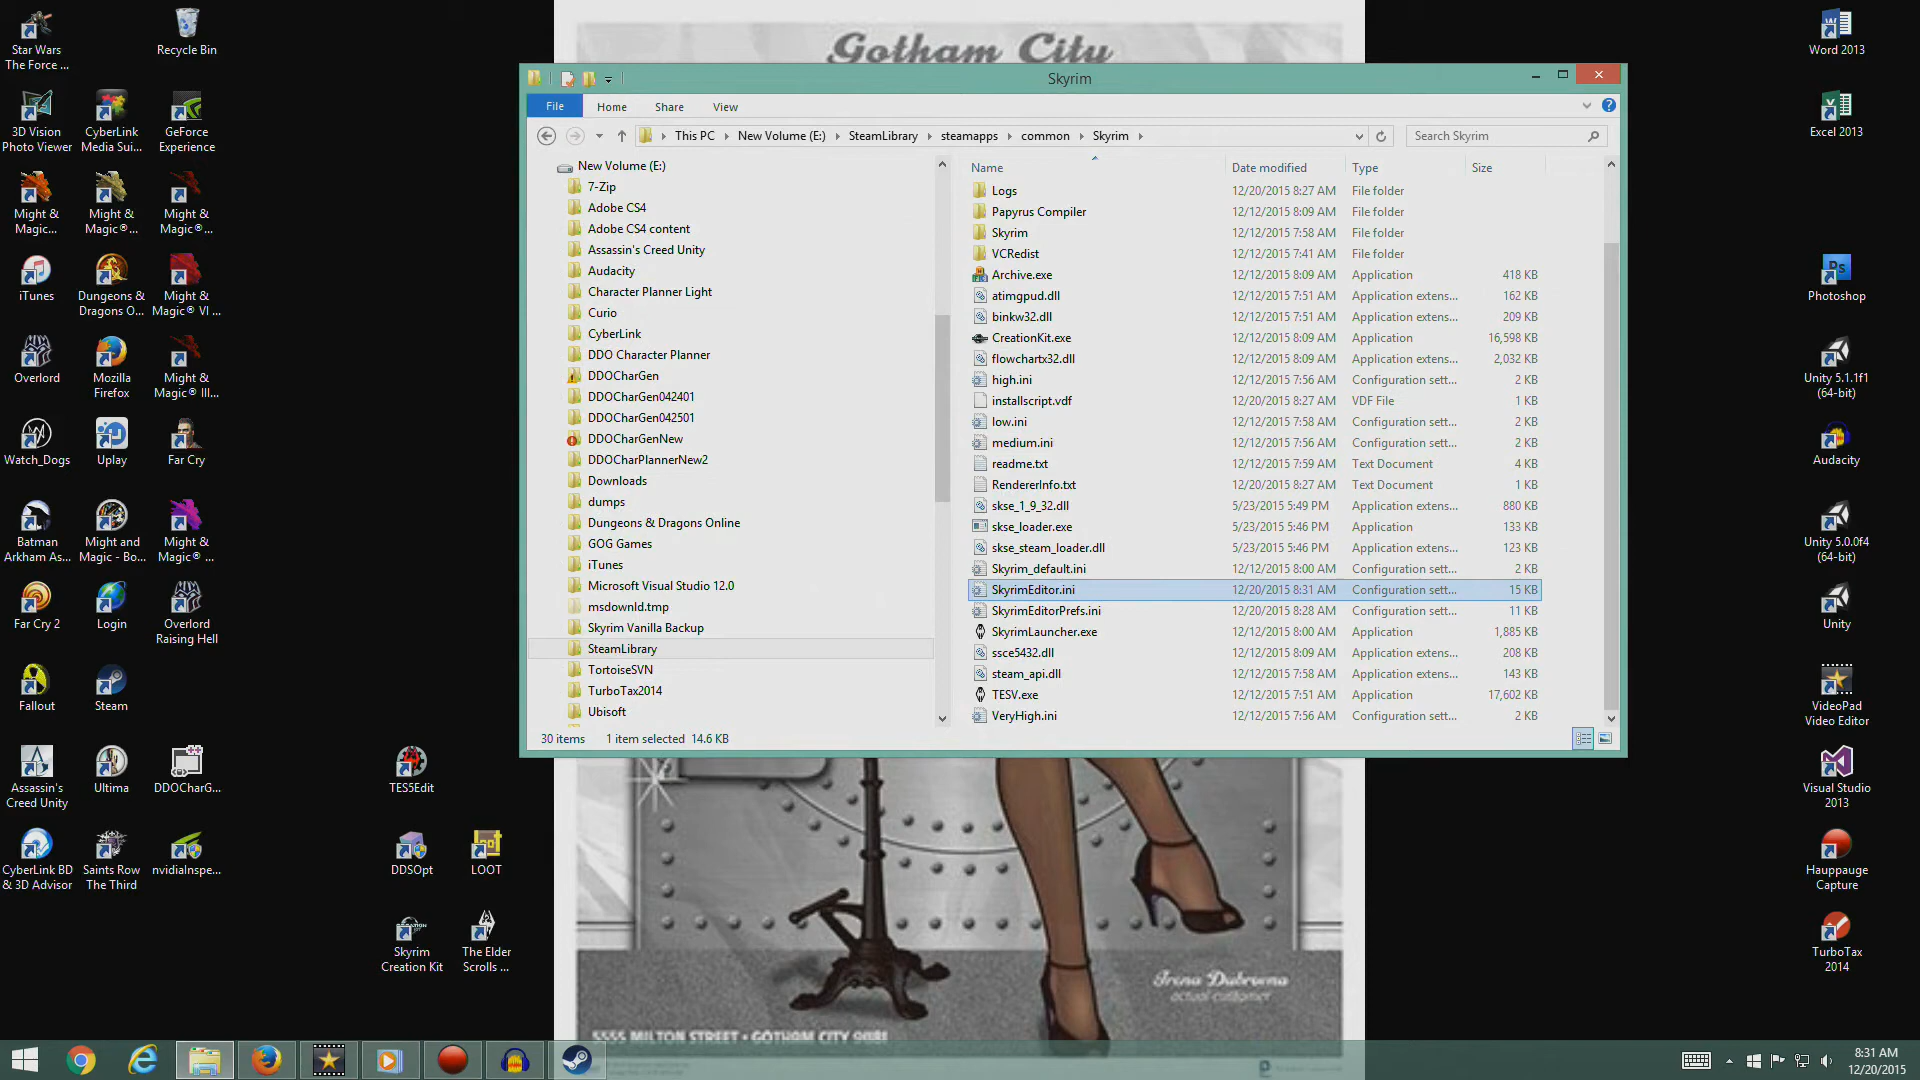 Gotham City
Star Wars
The Force ...
Recycle Bin
3D Vision
Photo Viewer
CyberLink
Media Sui...
GeForce
Experience
Might &
Magic...
Might &
Magic®...
Might &
Magic®...
iTunes
Dungeons &
Dragons O...
Might &
Magic® VI ...
Overlord
Mozilla
Firefox
Might &
Magic® III...
Watch_Dogs
Uplay
Far Cry
Batman
Arkham As...
Might and
Magic - Bo...
Might &
Magic® ...
Far Cry 2
Login
Overlord
Raising Hell
Fallout
Steam
Assassin's
Creed Unity
Ultima
DDOCharG...
TES5Edit
CyberLink BD
& 3D Advisor
Saints Row
The Third
nvidiaInspe...
DDSOpt
LOOT
Skyrim
Creation Kit
The Elder
Scrolls ...
Skyrim
File Home Share View
This PC New Volume (E:) SteamLibrary steamapps common Skyrim
Search Skyrim
New Volume (E:)
7-Zip
Adobe CS4
Adobe CS4 content
Assassin's Creed Unity
Audacity
Character Planner Light
Curio
CyberLink
DDO Character Planner
DDOCharGen
DDOCharGen042401
DDOCharGen042501
DDOCharGenNew
DDOCharPlannerNew2
Downloads
dumps
Dungeons & Dragons Online
GOG Games
iTunes
Microsoft Visual Studio 12.0
msdownld.tmp
Skyrim Vanilla Backup
SteamLibrary
TortoiseSVN
TurboTax2014
Ubisoft
Name Date modified Type Size
Logs 12/20/2015 8:27 AM File folder
Papyrus Compiler 12/12/2015 8:09 AM File folder
Skyrim 12/12/2015 7:58 AM File folder
VCRedist 12/12/2015 7:41 AM File folder
Archive.exe 12/12/2015 8:09 AM Application 418 KB
atimgpud.dll 12/12/2015 7:51 AM Application extens... 162 KB
binkw32.dll 12/12/2015 7:51 AM Application extens... 209 KB
CreationKit.exe 12/12/2015 8:09 AM Application 16,598 KB
flowchartx32.dll 12/12/2015 8:09 AM Application extens... 2,032 KB
high.ini 12/12/2015 7:56 AM Configuration sett... 2 KB
installscript.vdf 12/20/2015 8:27 AM VDF File 1 KB
low.ini 12/12/2015 7:58 AM Configuration sett... 2 KB
medium.ini 12/12/2015 7:56 AM Configuration sett... 2 KB
readme.txt 12/12/2015 7:59 AM Text Document 4 KB
RendererInfo.txt 12/20/2015 8:27 AM Text Document 1 KB
skse_1_9_32.dll 5/23/2015 5:49 PM Application extens... 880 KB
skse_loader.exe 5/23/2015 5:46 PM Application 133 KB
skse_steam_loader.dll 5/23/2015 5:46 PM Application extens... 123 KB
Skyrim_default.ini 12/12/2015 8:00 AM Configuration sett... 2 KB
SkyrimEditor.ini 12/20/2015 8:31 AM Configuration sett... 15 KB
SkyrimEditorPrefs.ini 12/20/2015 8:28 AM Configuration sett... 11 KB
SkyrimLauncher.exe 12/12/2015 8:00 AM Application 1,885 KB
ssce5432.dll 12/12/2015 8:09 AM Application extens... 208 KB
steam_api.dll 12/12/2015 7:58 AM Application extens... 143 KB
TESV.exe 12/12/2015 7:51 AM Application 17,602 KB
VeryHigh.ini 12/12/2015 7:56 AM Configuration sett... 2 KB
30 items 1 item selected 14.6 KB
Word 2013
Excel 2013
Ps
Photoshop
Unity 5.1.1f1
(64-bit)
Audacity
Unity 5.0.0f4
(64-bit)
Unity
VideoPad
Video Editor
Visual Studio
2013
Hauppauge
Capture
TurboTax
2014
Irena Dubrovna
actual customer
5555 MILTON STREET • GOTHAM CITY
8:31 AM
12/20/2015